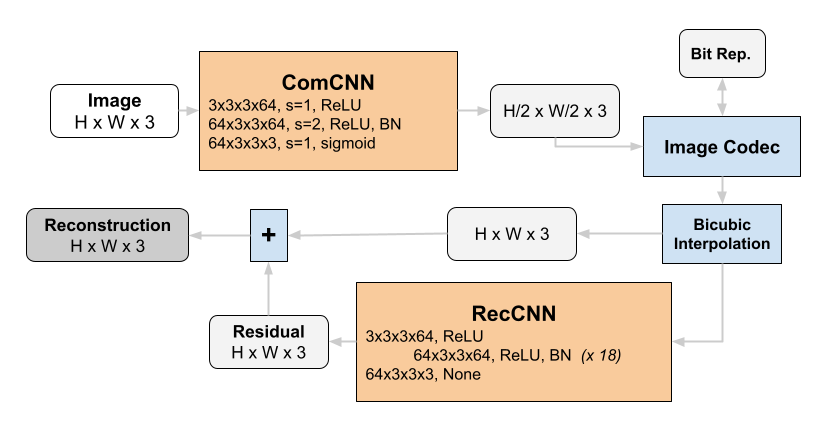 Image
H x W x 3
ComCNN
3x3x3x64, s=1, ReLU
64x3x3x64, s=2, ReLU, BN
64x3x3x3, s=1, sigmoid
H/2 x W/2 x 3
Bit Rep.
Image Codec
Bicubic
Interpolation
H x W x 3
+
Reconstruction
H x W x 3
RecCNN
3x3x3x64, ReLU
64x3x3x64, ReLU, BN (x 18)
64x3x3x3, None
Residual
H x W x 3